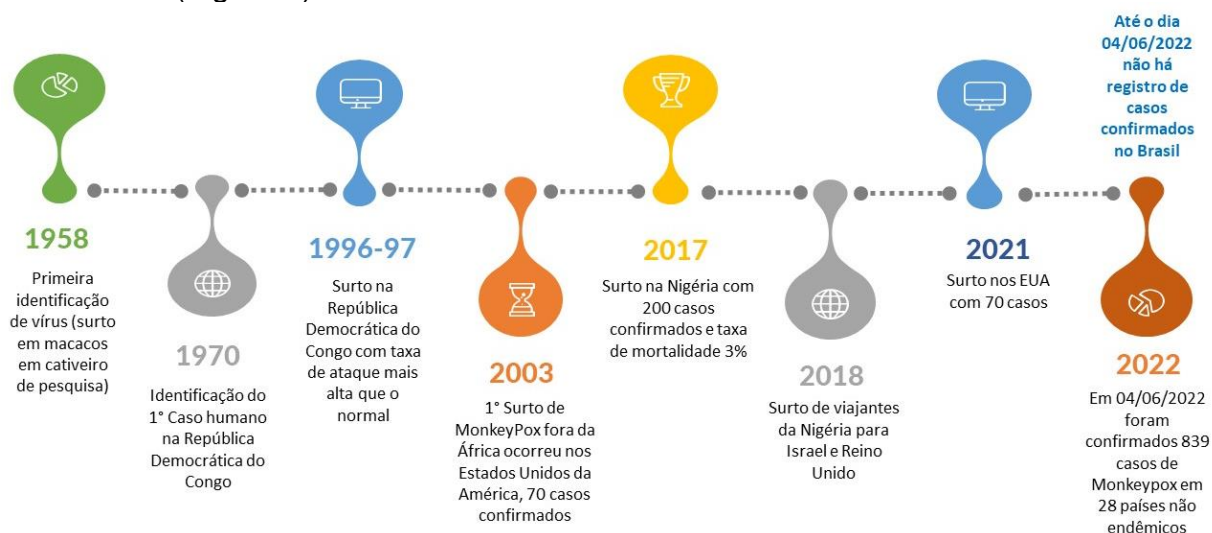 1958
Primeira
identificação
de vírus (surto
em macacos
em cativeiro
de pesquisa)
1970
Identificação do
1° Caso humano
na República
Democrática do
Congo
1996-97
Surto na
República
Democrática do
Congo com taxa
de ataque mais
alta que o
normal
2003
1° Surto de
MonkeyPox fora da
África ocorreu nos
Estados Unidos da
América, 70 casos
confirmados
2017
Surto na Nigéria com
200 casos
confirmados e taxa
de mortalidade 3%
2018
Surto de viajantes
da Nigéria para
Israel e Reino
Unido
2021
Surto nos EUA
com 70 casos
Até o dia
04/06/2022
não há
registro de
casos
confirmados
no Brasil
2022
Em 04/06/2022
foram
confirmados 839
casos de
Monkeypox em
28 países não
endêmicos